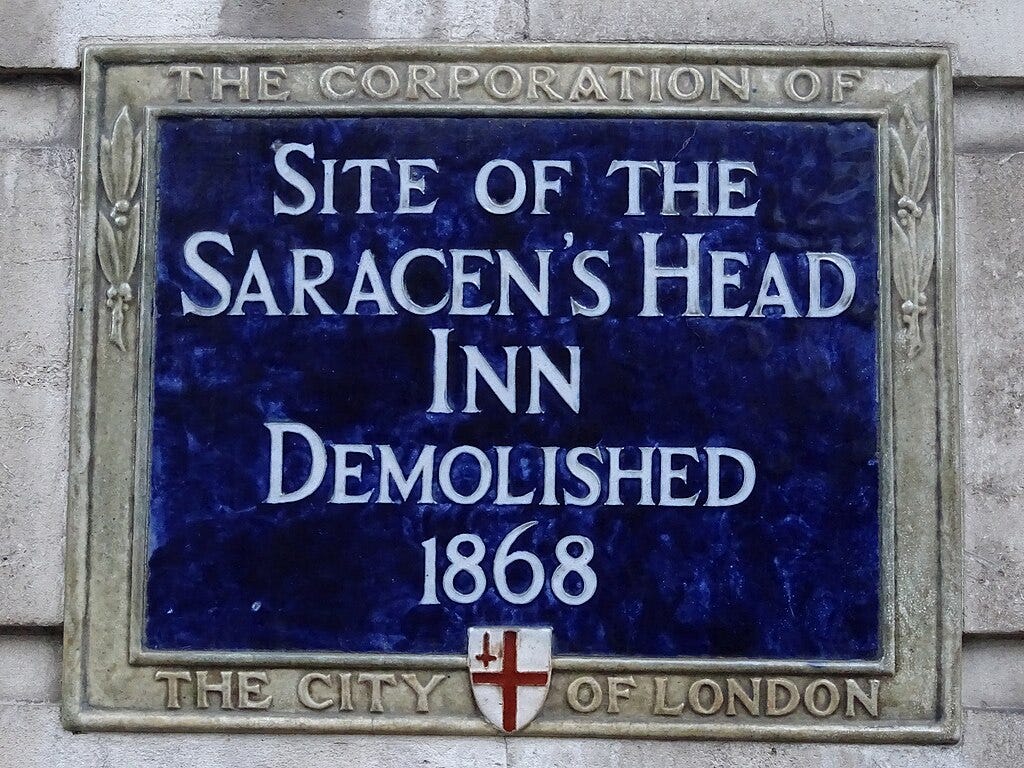 THE CORPORATION OF
SITE OF THE
SARACEN'S HEAD
INN
DEMOLISHED
1868
THE CITY OF LONDON